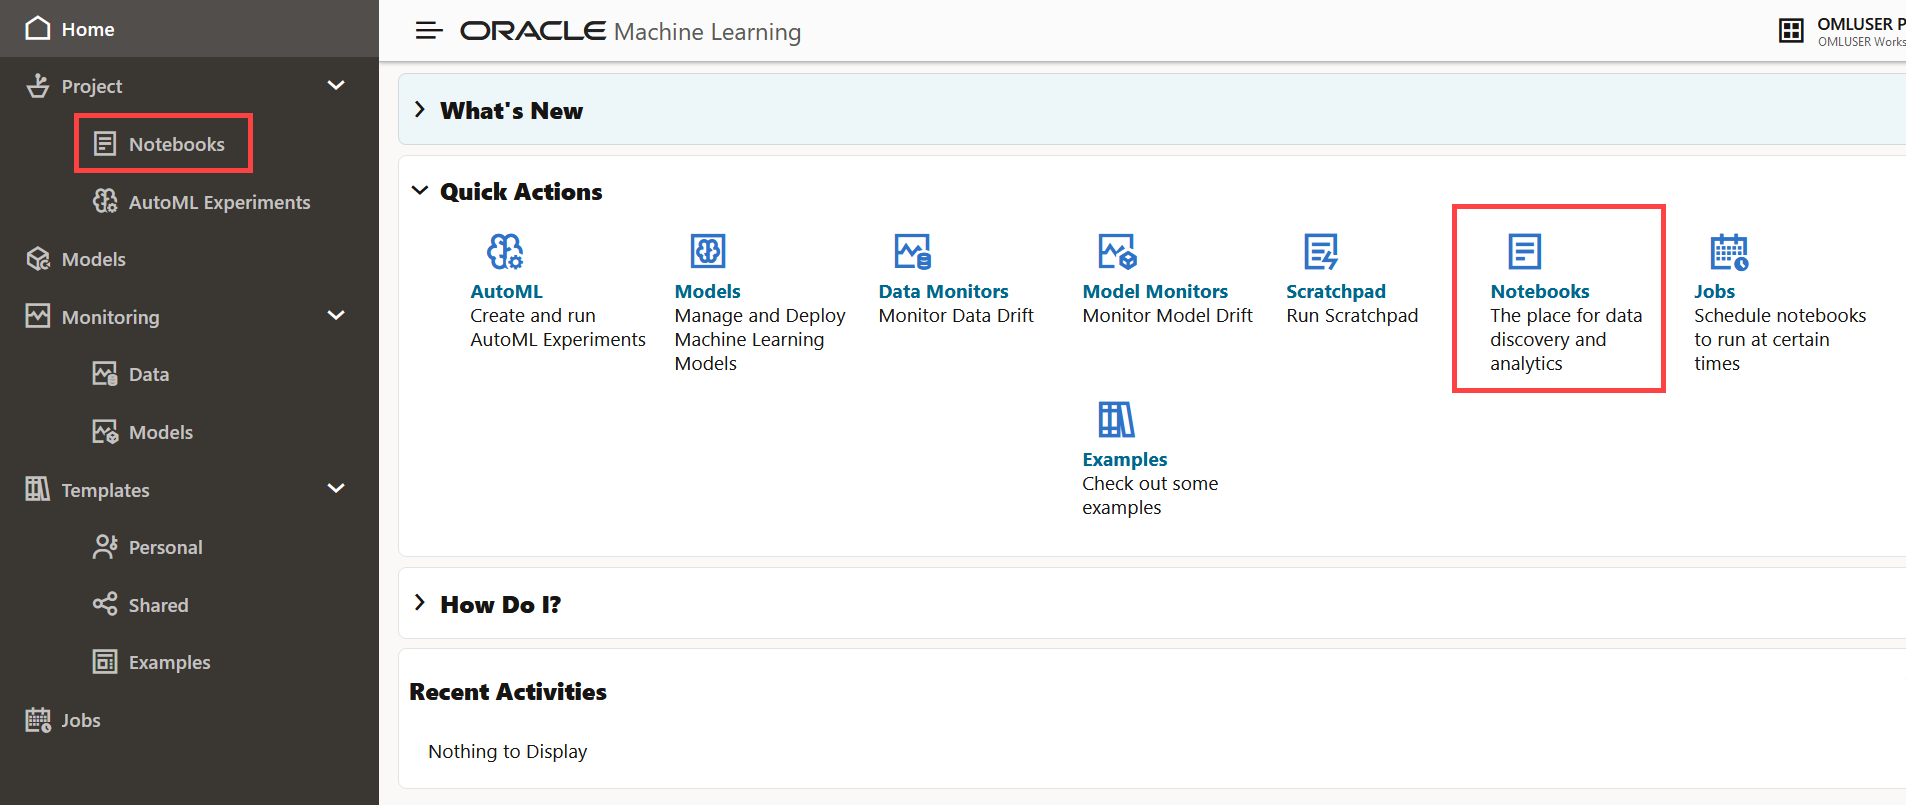 Home
Project
Notebooks
AutoML Experiments
Models
Monitoring
Data
Models
Templates
Personal
Shared
Examples
Jobs
ORACLE Machine Learning
OMLUSER P
OMLUSER Works
What's New
Quick Actions
AutoML
Create and run
AutoML Experiments
Models
Manage and Deploy
Machine Learning
Models
Data Monitors
Monitor Data Drift
Model Monitors
Monitor Model Drift
Scratchpad
Run Scratchpad
Notebooks
The place for data
discovery and
analytics
Jobs
Schedule notebooks
to run at certain
times
Examples
Check out some
examples
How Do I?
Recent Activities
Nothing to Display